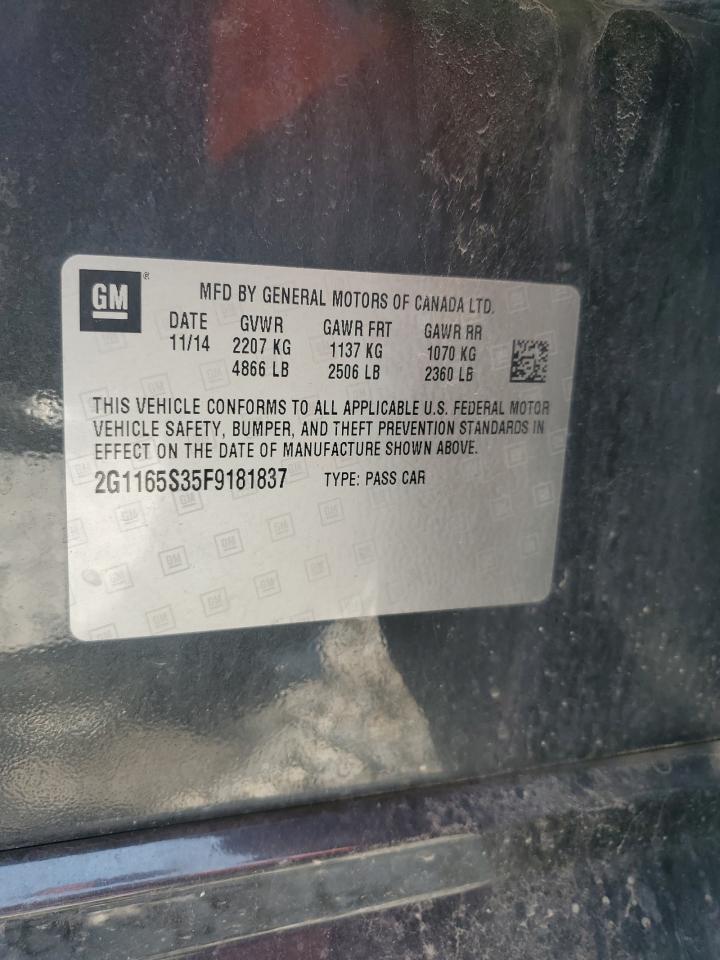 GM ®
MFD BY GENERAL MOTORS OF CANADA LTD.
DATE GVWR GAWR FRT GAWR RR
11/14 2207 KG 1137 KG 1070 KG
4866 LB 2506 LB 2360 LB
THIS VEHICLE CONFORMS TO ALL APPLICABLE U.S. FEDERAL MOTOR
VEHICLE SAFETY, BUMPER, AND THEFT PREVENTION STANDARDS IN
EFFECT ON THE DATE OF MANUFACTURE SHOWN ABOVE.
2G1165S35F9181837 TYPE: PASS CAR